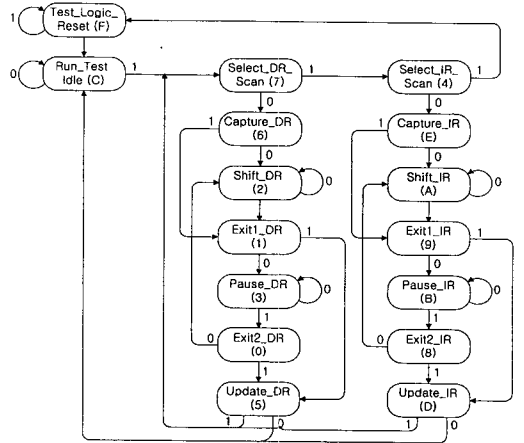 1
Test_Logic_
Reset (F)
0
Run_Test
Idle (C)
1
Select_DR_
Scan (7)
1
Select_IR_
Scan (4)
1
0
0
1
Capture_DR
(6)
1
Capture_IR
(E)
0
0
Shift_DR
(2)
0
Shift_IR
(A)
0
Exit1_DR
(1)
1
Exit1_IR
(9)
1
0
0
Pause_DR
(3)
0
Pause_IR
(B)
0
1
1
0
Exit2_DR
(0)
0
Exit2_IR
(8)
1
1
Update_DR
(5)
Update_IR
(D)
1
0
1
0